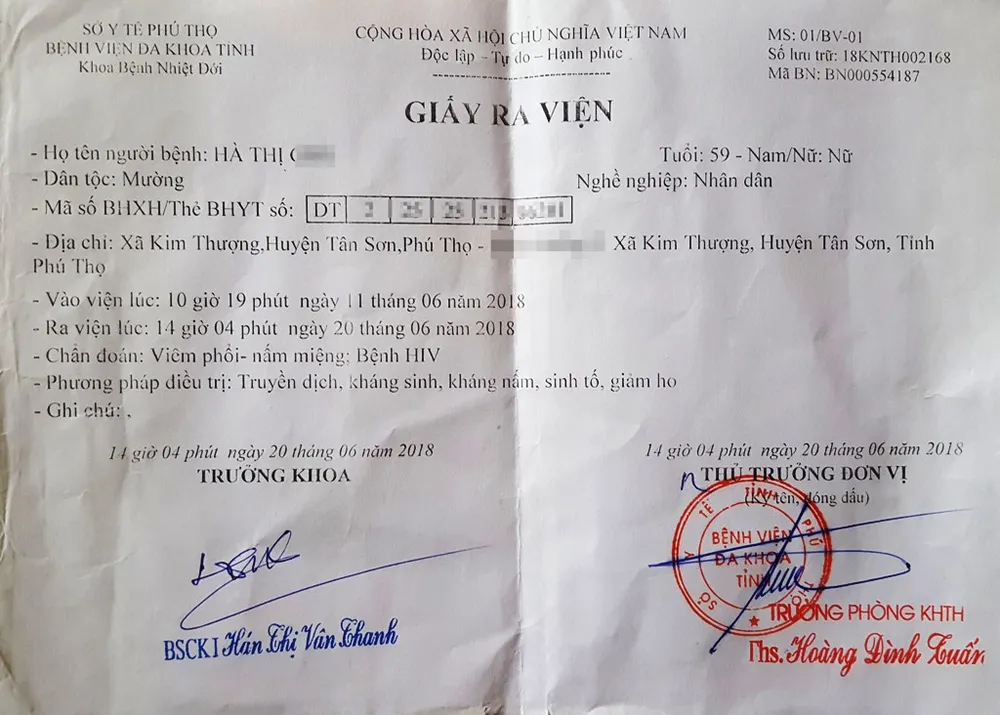 SỞ Y TẾ PHÚ THỌ
BỆNH VIỆN ĐA KHOA TỈNH
Khoa Bệnh Nhiệt Đới
CỘNG HÒA XÃ HỘI CHỦ NGHĨA VIỆT NAM
Độc lập - Tự do – Hạnh phúc
MS: 01/BV-01
Số lưu trữ: 18KNTH002168
Mã BN: BN000554187
GIẤY RA VIỆN
- Họ tên người bệnh: HÀ THỊ
Tuổi: 59 - Nam/Nữ: Nữ
- Dân tộc: Mường
Nghề nghiệp: Nhân dân
- Mã số BHXH/Thẻ BHYT số: DT
- Địa chỉ: Xã Kim Thượng,Huyện Tân Sơn,Phú Thọ - Xã Kim Thượng, Huyện Tân Sơn, Tỉnh
Phú Thọ
- Vào viện lúc: 10 giờ 19 phút ngày 11 tháng 06 năm 2018
- Ra viện lúc: 14 giờ 04 phút ngày 20 tháng 06 năm 2018
- Chẩn đoán: Viêm phổi- nấm miệng; Bệnh HIV
- Phương pháp điều trị: Truyền dịch, kháng sinh, kháng nấm, sinh tố, giảm ho
- Ghi chú: .
14 giờ 04 phút ngày 20 tháng 06 năm 2018
TRƯỞNG KHOA
BSCKI Hán Thị Vân Thanh
14 giờ 04 phút ngày 20 tháng 06 năm 2018
THỦ TRƯỞNG ĐƠN VỊ
(Ký tên, đóng dấu)
SỞ Y TẾ TỈNH PHÚ THỌ
BỆNH VIỆN
ĐA KHOA
TỈNH
TRƯỞNG PHÒNG KHTH
Ths. Hoàng Đình Tuấn